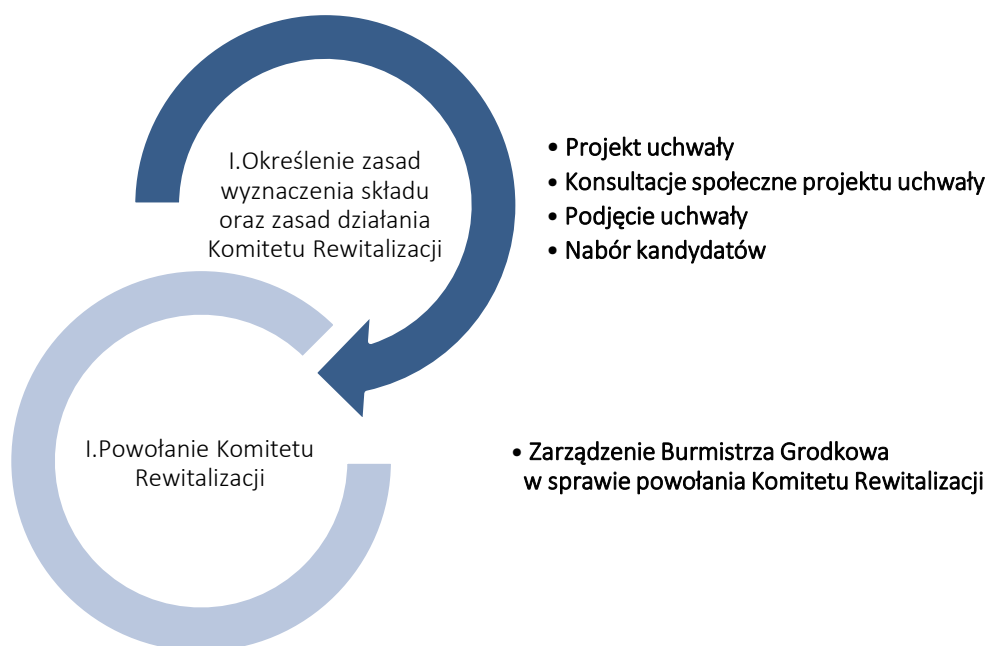 I.Określenie zasad
wyznaczenia składu
oraz zasad działania
Komitetu Rewitalizacji
• Projekt uchwały
• Konsultacje społeczne projektu uchwały
• Podjęcie uchwały
• Nabór kandydatów
I.Powołanie Komitetu
Rewitalizacji
• Zarządzenie Burmistrza Grodkowa
w sprawie powołania Komitetu Rewitalizacji